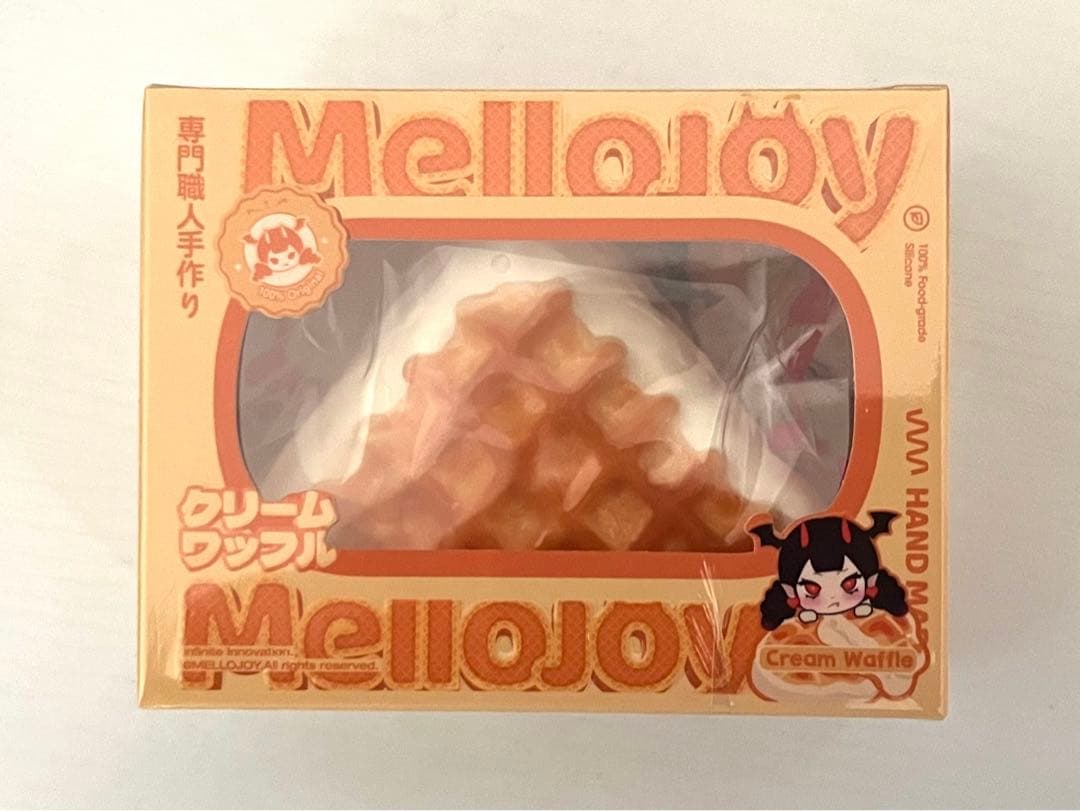 専門職人手作り
Mellojoy
100% Original
100% Food-grade
Silicone
HAND
クリーム
ワッフル
Mellojoy
Infinite Innovation.
©MELLOJOY.All rights reserved.
Cream Waffle